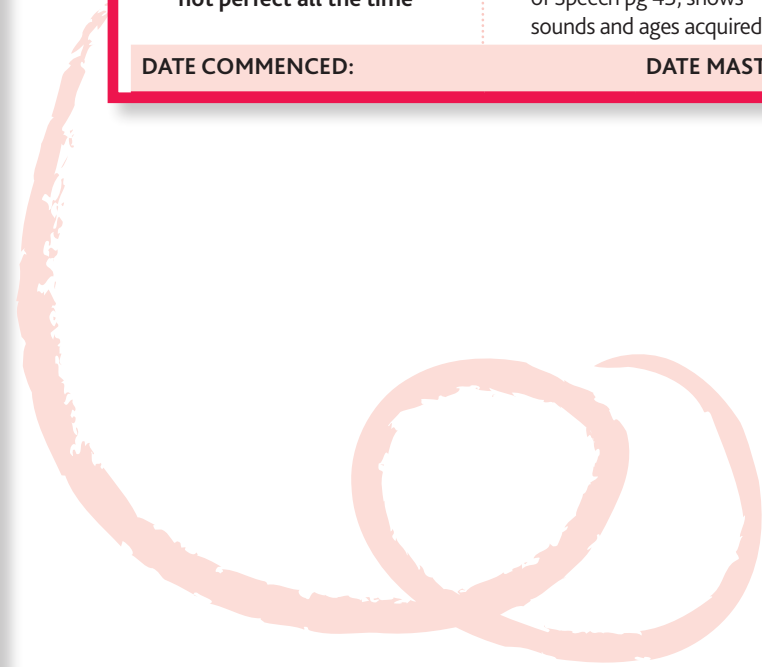 not perfect all the time
of Speech pg 45, shows
sounds and ages acquired
DATE COMMENCED: DATE MAST